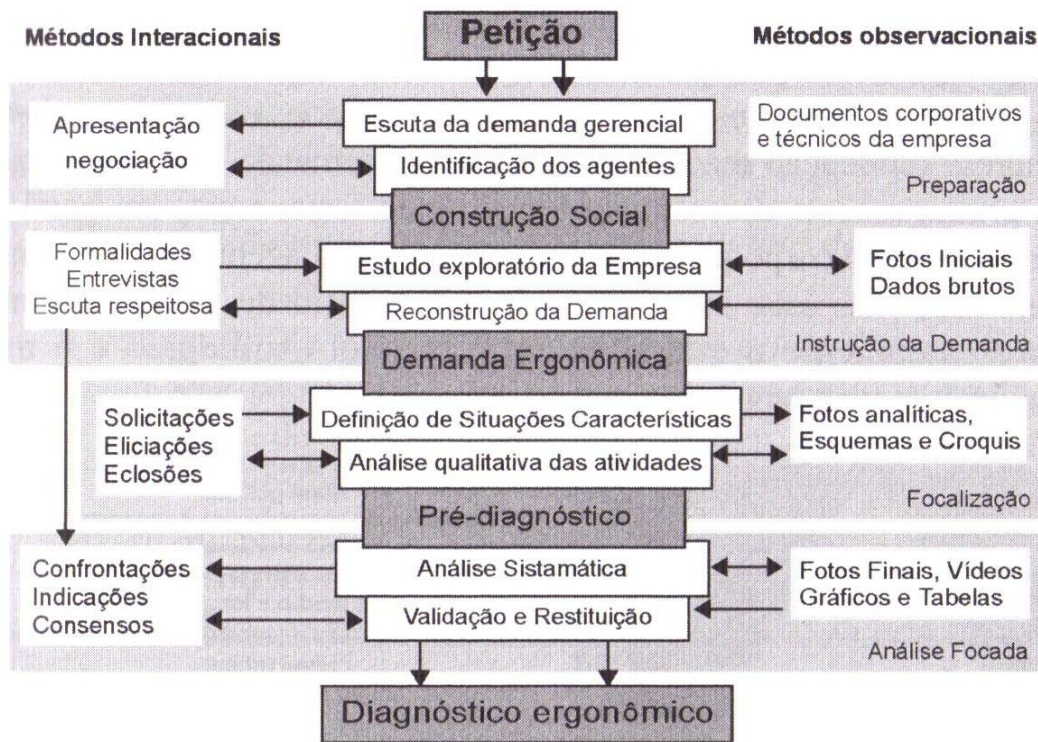 Métodos Interacionais
Petição
Métodos observacionais
Apresentação
negociação
Escuta da demanda gerencial
Identificação dos agentes
Documentos corporativos
e técnicos da empresa
Preparação
Construção Social
Formalidades
Entrevistas
Escuta respeitosa
Estudo exploratório da Empresa
Reconstrução da Demanda
Fotos Iniciais
Dados brutos
Instrução da Demanda
Demanda Ergonômica
Solicitações
Eliciações
Eclosões
Definição de Situações Características
Análise qualitativa das atividades
Fotos analíticas,
Esquemas e Croquis
Focalização
Pré-diagnóstico
Confrontações
Indicações
Consensos
Análise Sistamática
Validação e Restituição
Fotos Finais, Vídeos
Gráficos e Tabelas
Análise Focada
Diagnóstico ergonômico